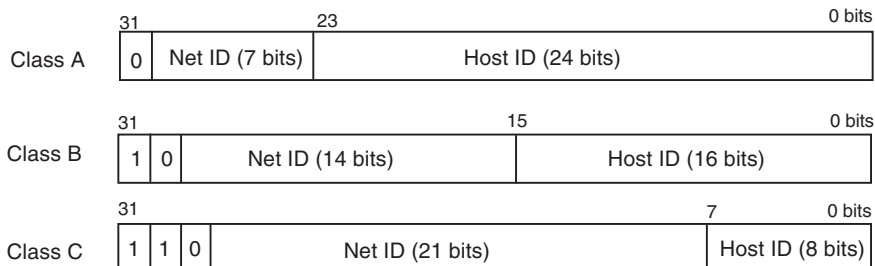 31 23 0 bits
Class A 0 Net ID (7 bits) Host ID (24 bits)
31 15 0 bits
Class B 1 0 Net ID (14 bits) Host ID (16 bits)
31 7 0 bits
Class C 1 1 0 Net ID (21 bits) Host ID (8 bits)